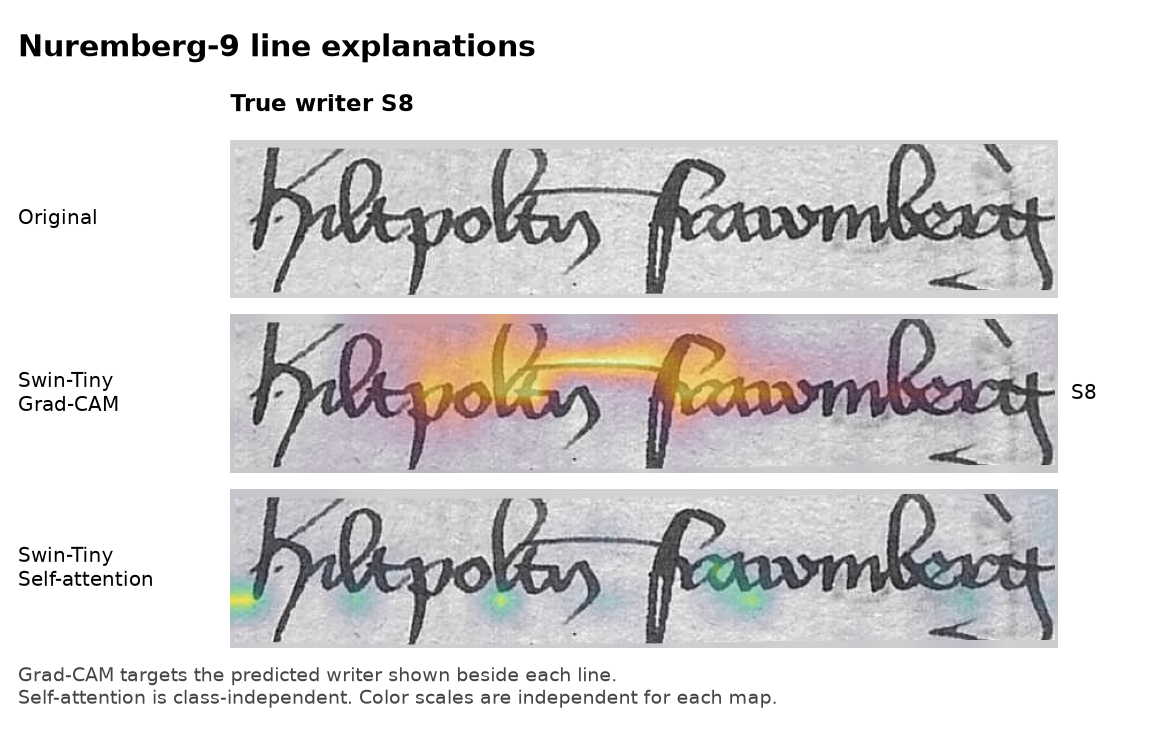 Nuremberg-9 line explanations
True writer S8
Original
Swin-Tiny
Grad-CAM
S8
Swin-Tiny
Self-attention
Grad-CAM targets the predicted writer shown beside each line.
Self-attention is class-independent. Color scales are independent for each map.